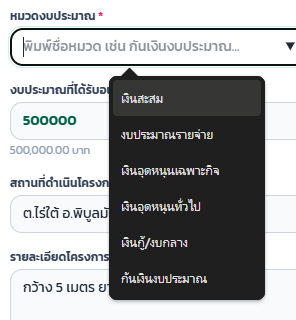 หมวดงบประมาณ *
พิมพ์ชื่อหมวด เช่น กันเงินงบประมาณ...
งบประมาณที่ได้รับอ
500000
500,000.00 บาท
สถานที่ดำเนินโครงก
ต.ไร่ใต้ อ.พิบูลมั
รายละเอียดโครงการ
กว้าง 5 เมตร ย
เงินสะสม
งบประมาณรายจ่าย
เงินอุดหนุนเฉพาะกิจ
เงินอุดหนุนทั่วไป
เงินกู้/งบกลาง
กันเงินงบประมาณ